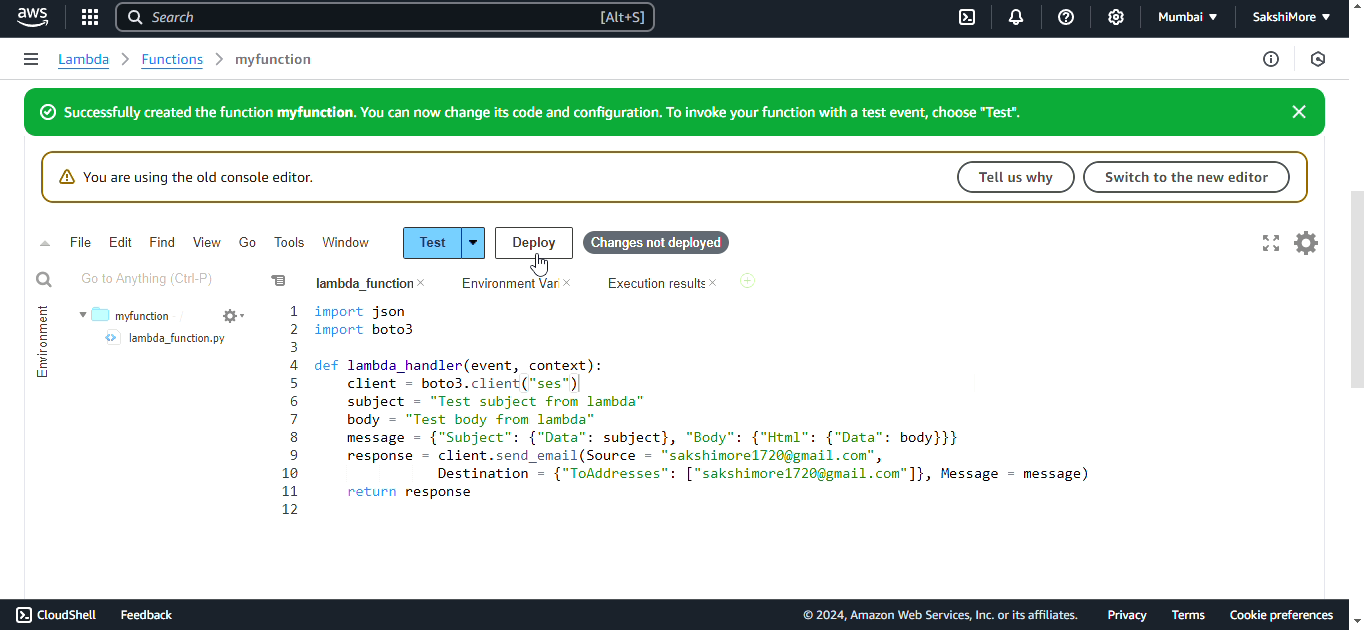 aws Search [Alt+S] Mumbai SakshiMore
Lambda Functions myfunction
Successfully created the function myfunction. You can now change its code and configuration. To invoke your function with a test event, choose "Test".
You are using the old console editor. Tell us why Switch to the new editor
File Edit Find View Go Tools Window Test Deploy Changes not deployed
Go to Anything (Ctrl-P) lambda_function Environment Vari Execution results
Environment
myfunction
lambda_function.py
1 import json
2 import boto3
3
4 def lambda_handler(event, context):
5 client = boto3.client("ses")
6 subject = "Test subject from lambda"
7 body = "Test body from lambda"
8 message = {"Subject": {"Data": subject}, "Body": {"Html": {"Data": body}}}
9 response = client.send_email(Source = "sakshimore1720@gmail.com",
10 Destination = {"ToAddresses": ["sakshimore1720@gmail.com"]}, Message = message)
11 return response
12
CloudShell Feedback © 2024, Amazon Web Services, Inc. or its affiliates. Privacy Terms Cookie preferences